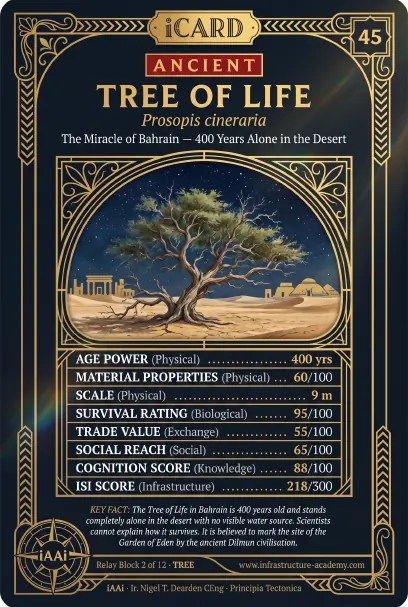 iCARD
45
ANCIENT
TREE OF LIFE
Prosopis cineraria
The Miracle of Bahrain — 400 Years Alone in the Desert
AGE POWER (Physical) ................ 400 yrs
MATERIAL PROPERTIES (Physical) ... 60/100
SCALE (Physical) ............................ 9 m
SURVIVAL RATING (Biological) ....... 95/100
TRADE VALUE (Exchange) ............. 55/100
SOCIAL REACH (Social) ................. 65/100
COGNITION SCORE (Knowledge) ...... 88/100
ISI SCORE (Infrastructure) ............ 218/300
KEY FACT: The Tree of Life in Bahrain is 400 years old and stands
completely alone in the desert with no visible water source. Scientists
cannot explain how it survives. It is believed to mark the site of the
Garden of Eden by the ancient Dilmun civilisation.
iAAi
Relay Block 2 of 12 · TREE
www.infrastructure-academy.com
iAAi · Ir. Nigel T. Dearden CEng · Principia Tectonica